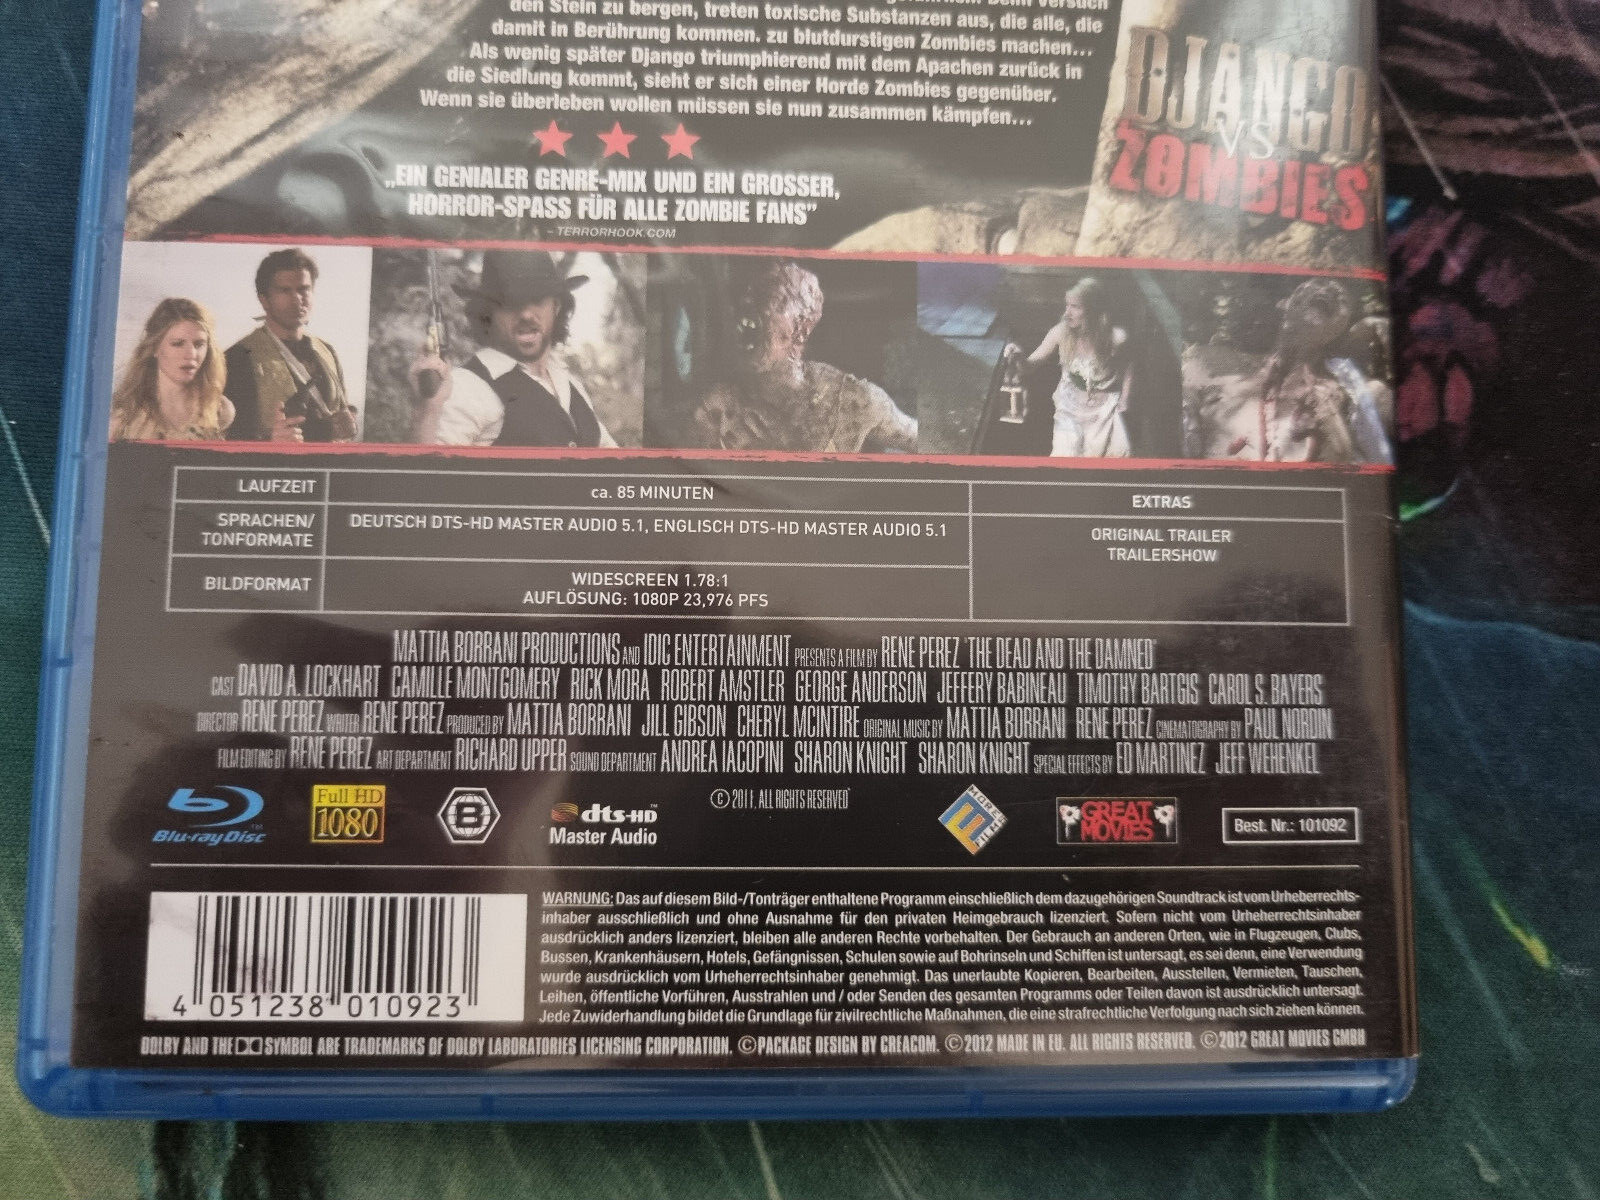 den Stein zu bergen, treten toxische Substanzen aus, die alle, die
damit in Berührung kommen. zu blutdurstigen Zombies machen...
Als wenig später Django triumphierend mit dem Apachen zurück in
die Siedlung kommt, sieht er sich einer Horde Zombies gegenüber.
Wenn sie überleben wollen müssen sie nun zusammen kämpfen...
„EIN GENIALER GENRE-MIX UND EIN GROSSER,
HORROR-SPASS FÜR ALLE ZOMBIE FANS"
- TERRORHOOK.COM
DJANGO
VS
ZOMBIES
LAUFZEIT
ca. 85 MINUTEN
SPRACHEN/
TONFORMATE
DEUTSCH DTS-HD MASTER AUDIO 5.1, ENGLISCH DTS-HD MASTER AUDIO 5.1
BILDFORMAT
WIDESCREEN 1.78:1
AUFLÖSUNG: 1080P 23,976 PFS
EXTRAS
ORIGINAL TRAILER
TRAILERSHOW
MATTIA BORRANI PRODUCTIONS AND IDIC ENTERTAINMENT PRESENTS A FILM BY RENE PEREZ "THE DEAD AND THE DAMNED"
CAST DAVID A. LOCKHART CAMILLE MONTGOMERY RICK MORA ROBERT AMSTLER GEORGE ANDERSON JEFFERY BABINEAU TIMOTHY BARTGIS CAROL S. BAYERS
DIRECTOR RENE PEREZ WRITER RENE PEREZ PRODUCED BY MATTIA BORRANI JILL GIBSON CHERYL MCINTIRE ORIGINAL MUSIC BY MATTIA BORRANI RENE PEREZ CINEMATOGRAPHY BY PAUL NORDIN
FILM EDITING BY RENE PEREZ ART DEPARTMENT RICHARD UPPER SOUND DEPARTMENT ANDREA IACOPINI SHARON KNIGHT SHARON KNIGHT SPECIAL EFFECTS BY ED MARTINEZ JEFF WEHENKEL
© 2011. ALL RIGHTS RESERVED
Blu-ray Disc™
Full HD
1080
B
dts-HD™
Master Audio
MORE
FILMS
GREAT
MOVIES
Best. Nr.: 101092
4 051238 010923
WARNUNG: Das auf diesem Bild-/Tonträger enthaltene Programm einschließlich dem dazugehörigen Soundtrack ist vom Urheberrechts-
inhaber ausschließlich und ohne Ausnahme für den privaten Heimgebrauch lizenziert. Sofern nicht vom Urheherrechtsinhaber
ausdrücklich anders lizenziert, bleiben alle anderen Rechte vorbehalten. Der Gebrauch an anderen Orten, wie in Flugzeugen, Clubs,
Bussen, Krankenhäusern, Hotels, Gefängnissen, Schulen sowie auf Bohrinseln und Schiffen ist untersagt, es sei denn, eine Verwendung
wurde ausdrücklich vom Urheberrechtsinhaber genehmigt. Das unerlaubte Kopieren, Bearbeiten, Ausstellen, Vermieten, Tauschen,
Leihen, öffentliche Vorführen, Ausstrahlen und / oder Senden des gesamten Programms oder Teilen davon ist ausdrücklich untersagt.
Jede Zuwiderhandlung bildet die Grundlage für zivilrechtliche Maßnahmen, die eine strafrechtliche Verfolgung nach sich ziehen können.
DOLBY AND THE DD SYMBOL ARE TRADEMARKS OF DOLBY LABORATORIES LICENSING CORPORATION. ©PACKAGE DESIGN BY CREACOM. ©2012 MADE IN EU. ALL RIGHTS RESERVED. ©2012 GREAT MOVIES GMBH